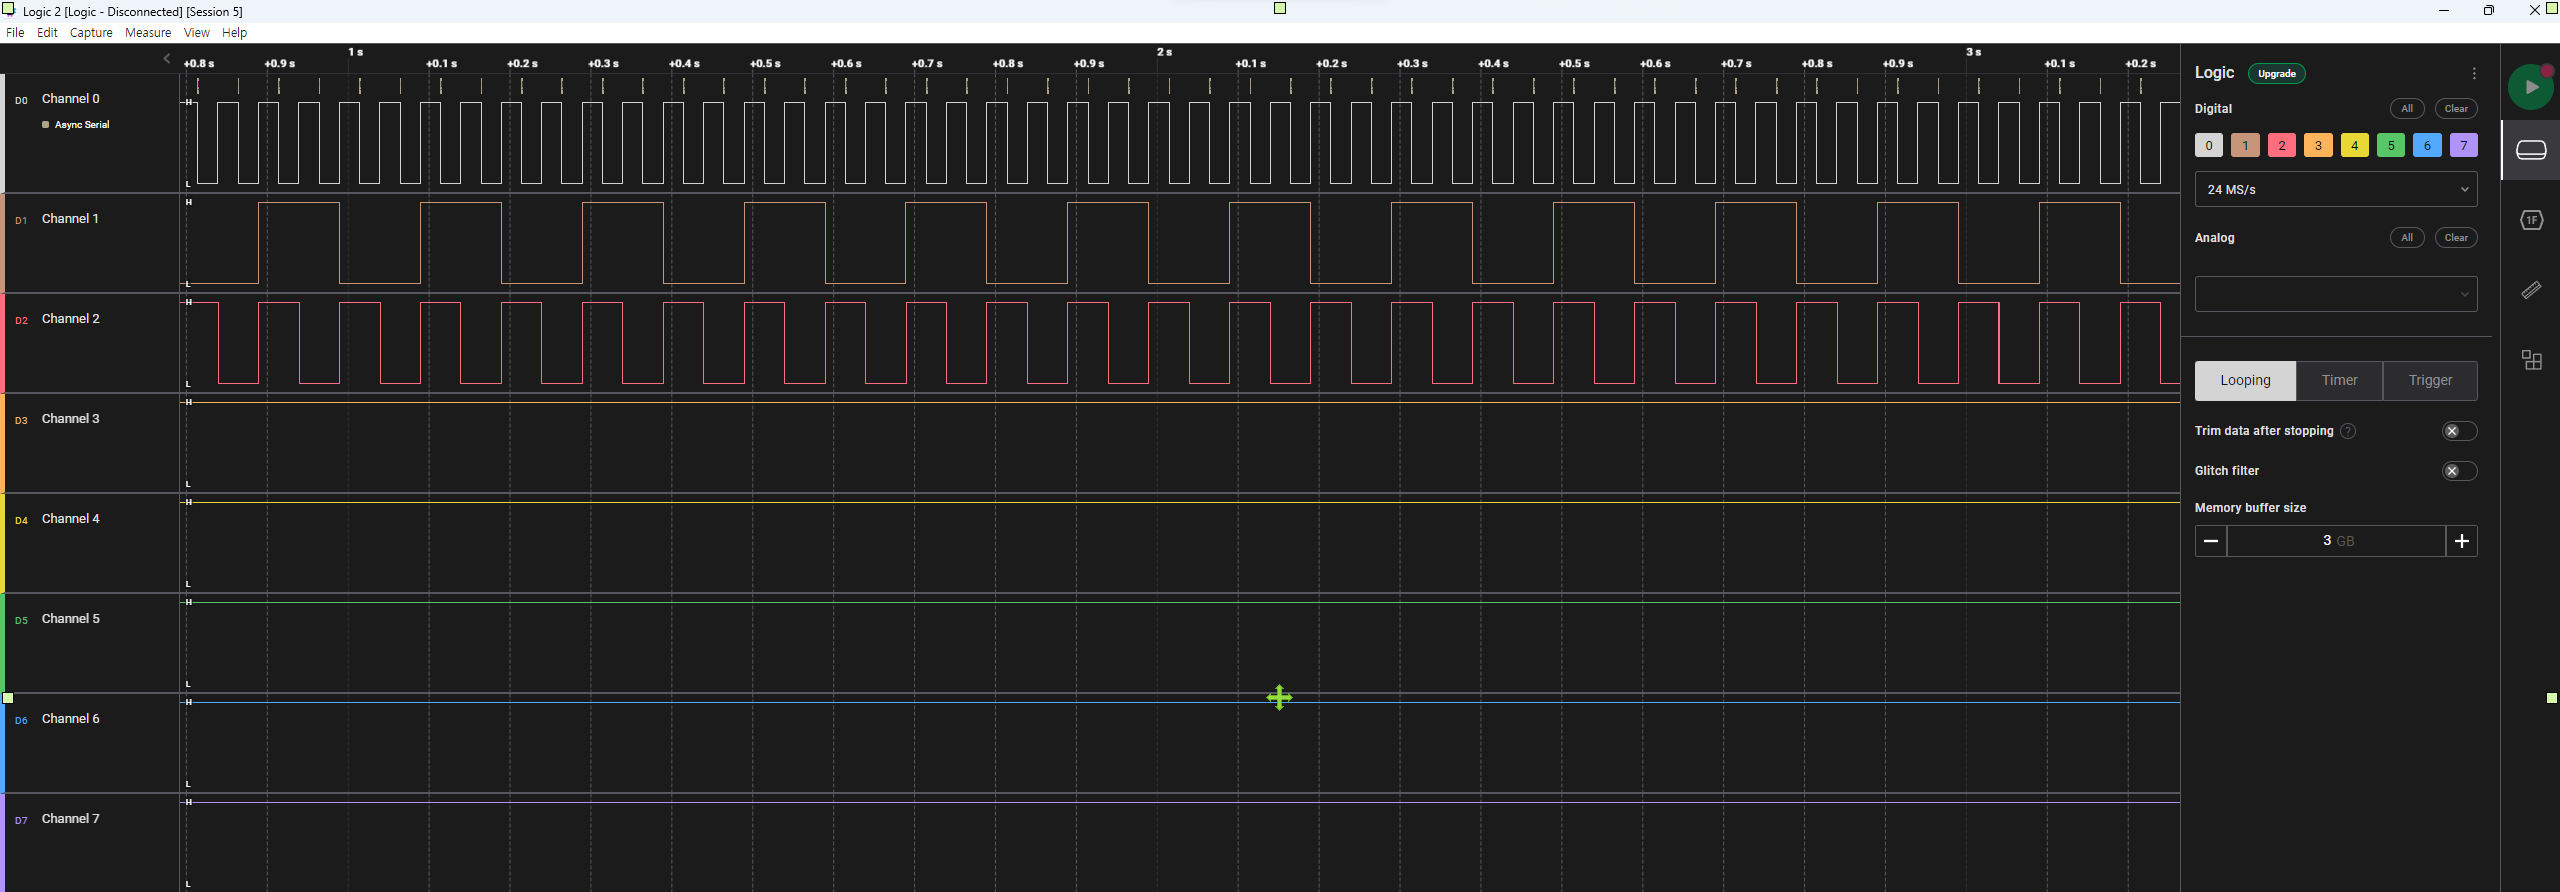 Logic 2 [Logic - Disconnected] [Session 5]
File Edit Capture Measure View Help
1 s 2 s 3 s
+0.8 s +0.9 s +0.1 s +0.2 s +0.3 s +0.4 s +0.5 s +0.6 s +0.7 s +0.8 s +0.9 s +0.1 s +0.2 s +0.3 s +0.4 s +0.5 s +0.6 s +0.7 s +0.8 s +0.9 s +0.1 s +0.2 s
D0 Channel 0
Async Serial
H
L
D1 Channel 1
H
L
D2 Channel 2
H
L
D3 Channel 3
H
L
D4 Channel 4
H
L
D5 Channel 5
H
L
D6 Channel 6
H
L
D7 Channel 7
H
L
Logic Upgrade
Digital All Clear
0 1 2 3 4 5 6 7
24 MS/s
Analog All Clear
Looping Timer Trigger
Trim data after stopping ?
Glitch filter
Memory buffer size
3 GB
1F